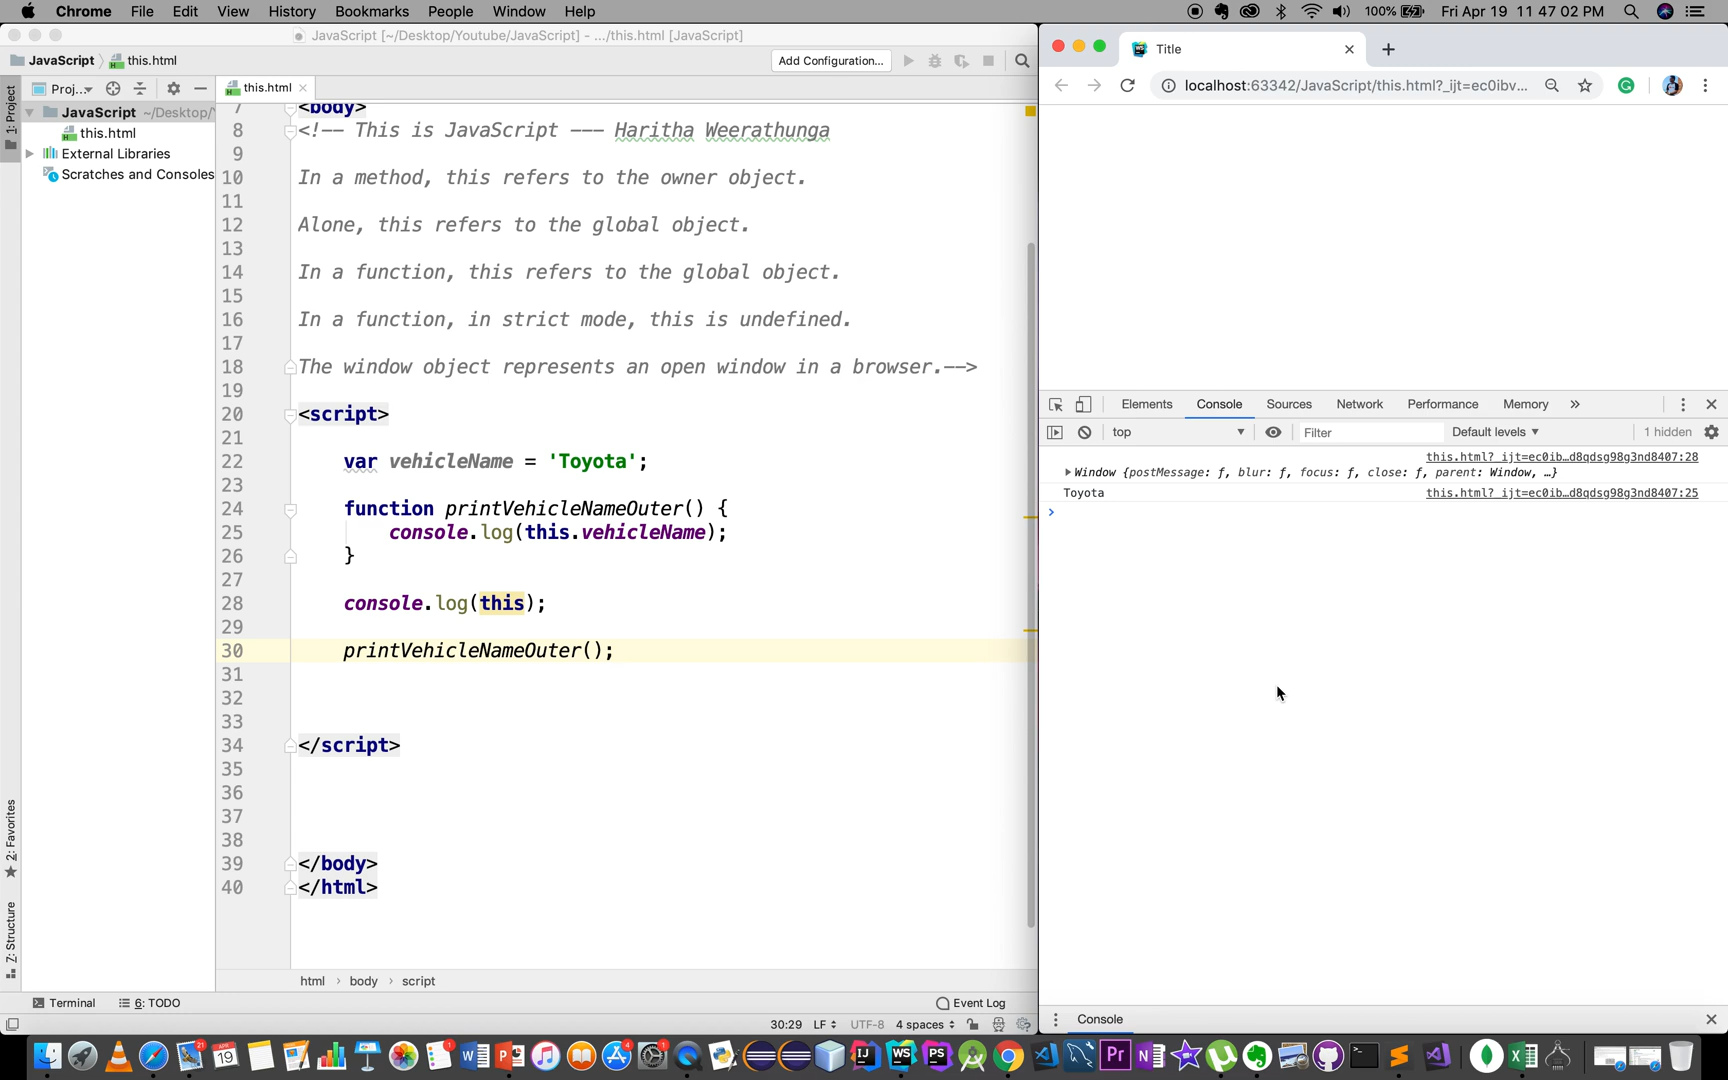 Chrome File Edit View History Bookmarks People Window Help 100% Fri Apr 19 11 47 02 PM
JavaScript [~/Desktop/Youtube/JavaScript] - .../this.html [JavaScript]
JavaScript this.html Add Configuration...
Proj... this.html
1: Project
JavaScript ~/Desktop/
this.html
External Libraries
Scratches and Consoles
2: Favorites
Z: Structure
7 <body>
8 <!-- This is JavaScript --- Haritha Weerathunga
9
10 In a method, this refers to the owner object.
11
12 Alone, this refers to the global object.
13
14 In a function, this refers to the global object.
15
16 In a function, in strict mode, this is undefined.
17
18 The window object represents an open window in a browser.-->
19
20 <script>
21
22 var vehicleName = 'Toyota';
23
24 function printVehicleNameOuter() {
25 console.log(this.vehicleName);
26 }
27
28 console.log(this);
29
30 printVehicleNameOuter();
31
32
33
34 </script>
35
36
37
38
39 </body>
40 </html>
html › body › script
Terminal 6: TODO Event Log
30:29 LF UTF-8 4 spaces
Title
localhost:63342/JavaScript/this.html?_ijt=ec0ibv...
Elements Console Sources Network Performance Memory »
top Filter Default levels 1 hidden
this.html?_ijt=ec0ib…d8qdsg98g3nd8407:28
Window {postMessage: ƒ, blur: ƒ, focus: ƒ, close: ƒ, parent: Window, …}
Toyota this.html?_ijt=ec0ib…d8qdsg98g3nd8407:25
Console